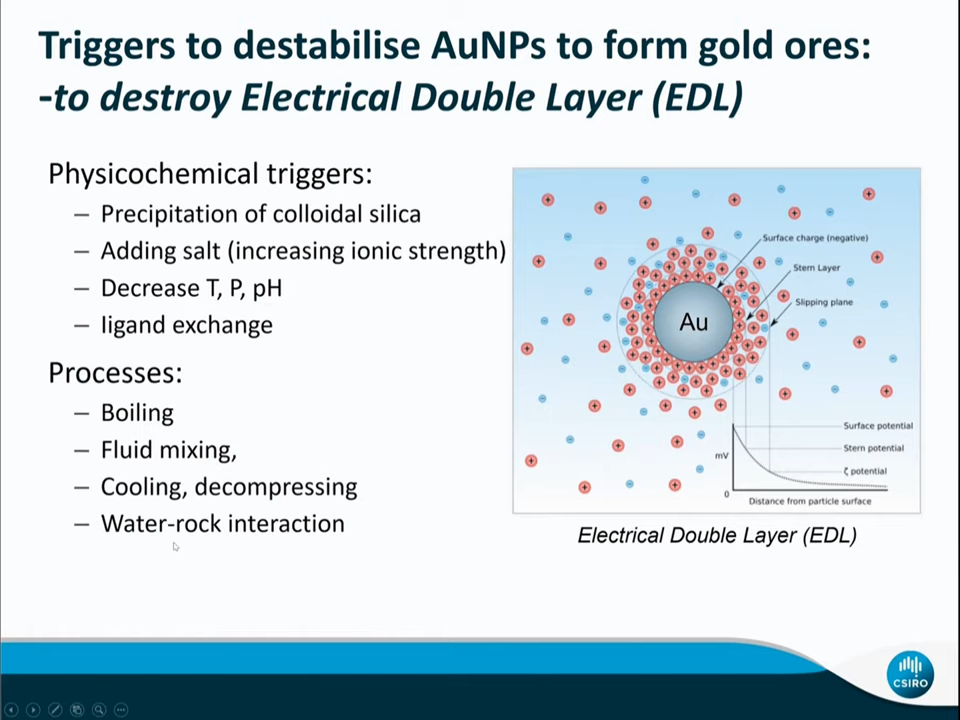 Triggers to destabilise AuNPs to form gold ores:
-to destroy Electrical Double Layer (EDL)
Physicochemical triggers:
– Precipitation of colloidal silica
– Adding salt (increasing ionic strength)
– Decrease T, P, pH
– ligand exchange
Processes:
– Boiling
– Fluid mixing,
– Cooling, decompressing
– Water-rock interaction
Surface charge (negative)
Stern Layer
Slipping plane
Au
Surface potential
Stern potential
ζ potential
mV
0
Distance from particle surface
Electrical Double Layer (EDL)
CSIRO